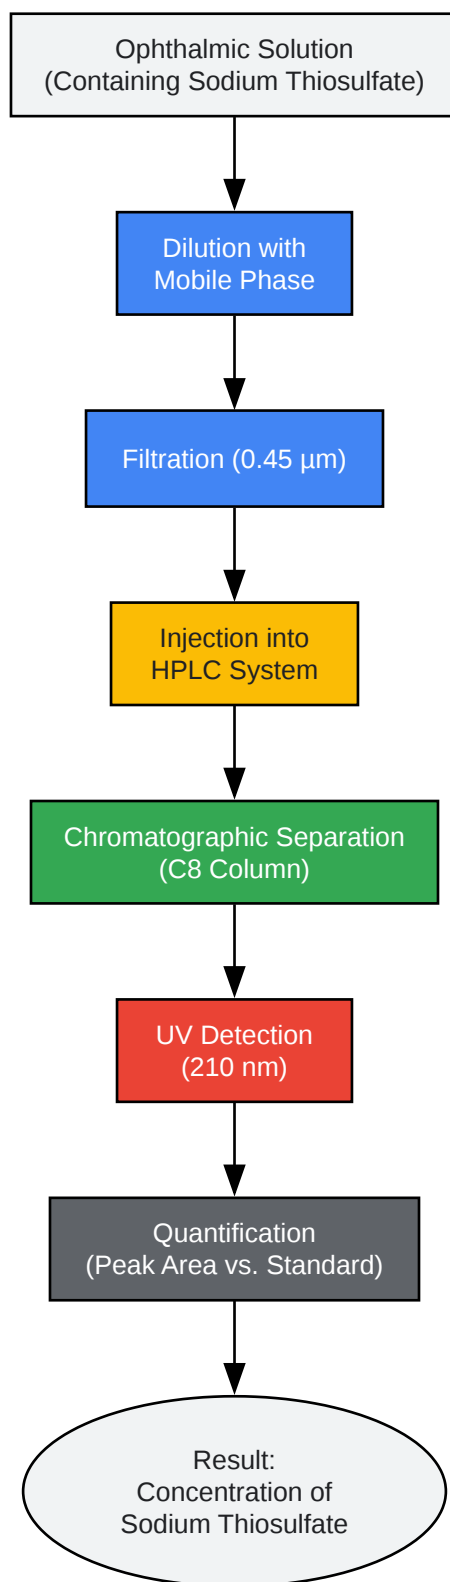 Ophthalmic Solution
(Containing Sodium Thiosulfate)
Dilution with
Mobile Phase
Filtration (0.45 µm)
Injection into
HPLC System
Chromatographic Separation
(C8 Column)
UV Detection
(210 nm)
Quantification
(Peak Area vs. Standard)
Result:
Concentration of
Sodium Thiosulfate